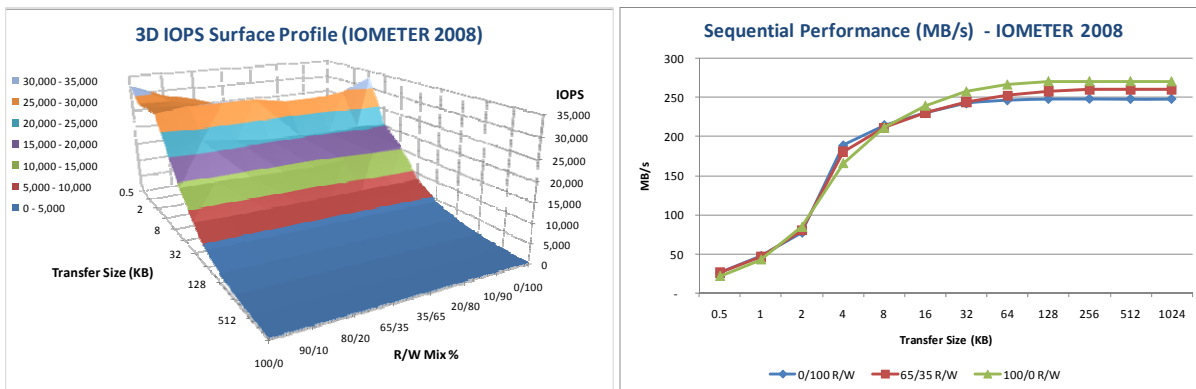 3D IOPS Surface Profile (IOMETER 2008)
30,000 - 35,000
25,000 - 30,000
20,000 - 25,000
15,000 - 20,000
10,000 - 15,000
5,000 - 10,000
0 - 5,000
IOPS
35,000
30,000
25,000
20,000
15,000
10,000
5,000
0
0.5
2
8
32
128
512
Transfer Size (KB)
100/0
90/10
80/20
65/35
35/65
20/80
10/90
0/100
R/W Mix %
Sequential Performance (MB/s) - IOMETER 2008
300
250
200
150
100
50
-
MB/s
0.5 1 2 4 8 16 32 64 128 256 512 1024
Transfer Size (KB)
0/100 R/W 65/35 R/W 100/0 R/W